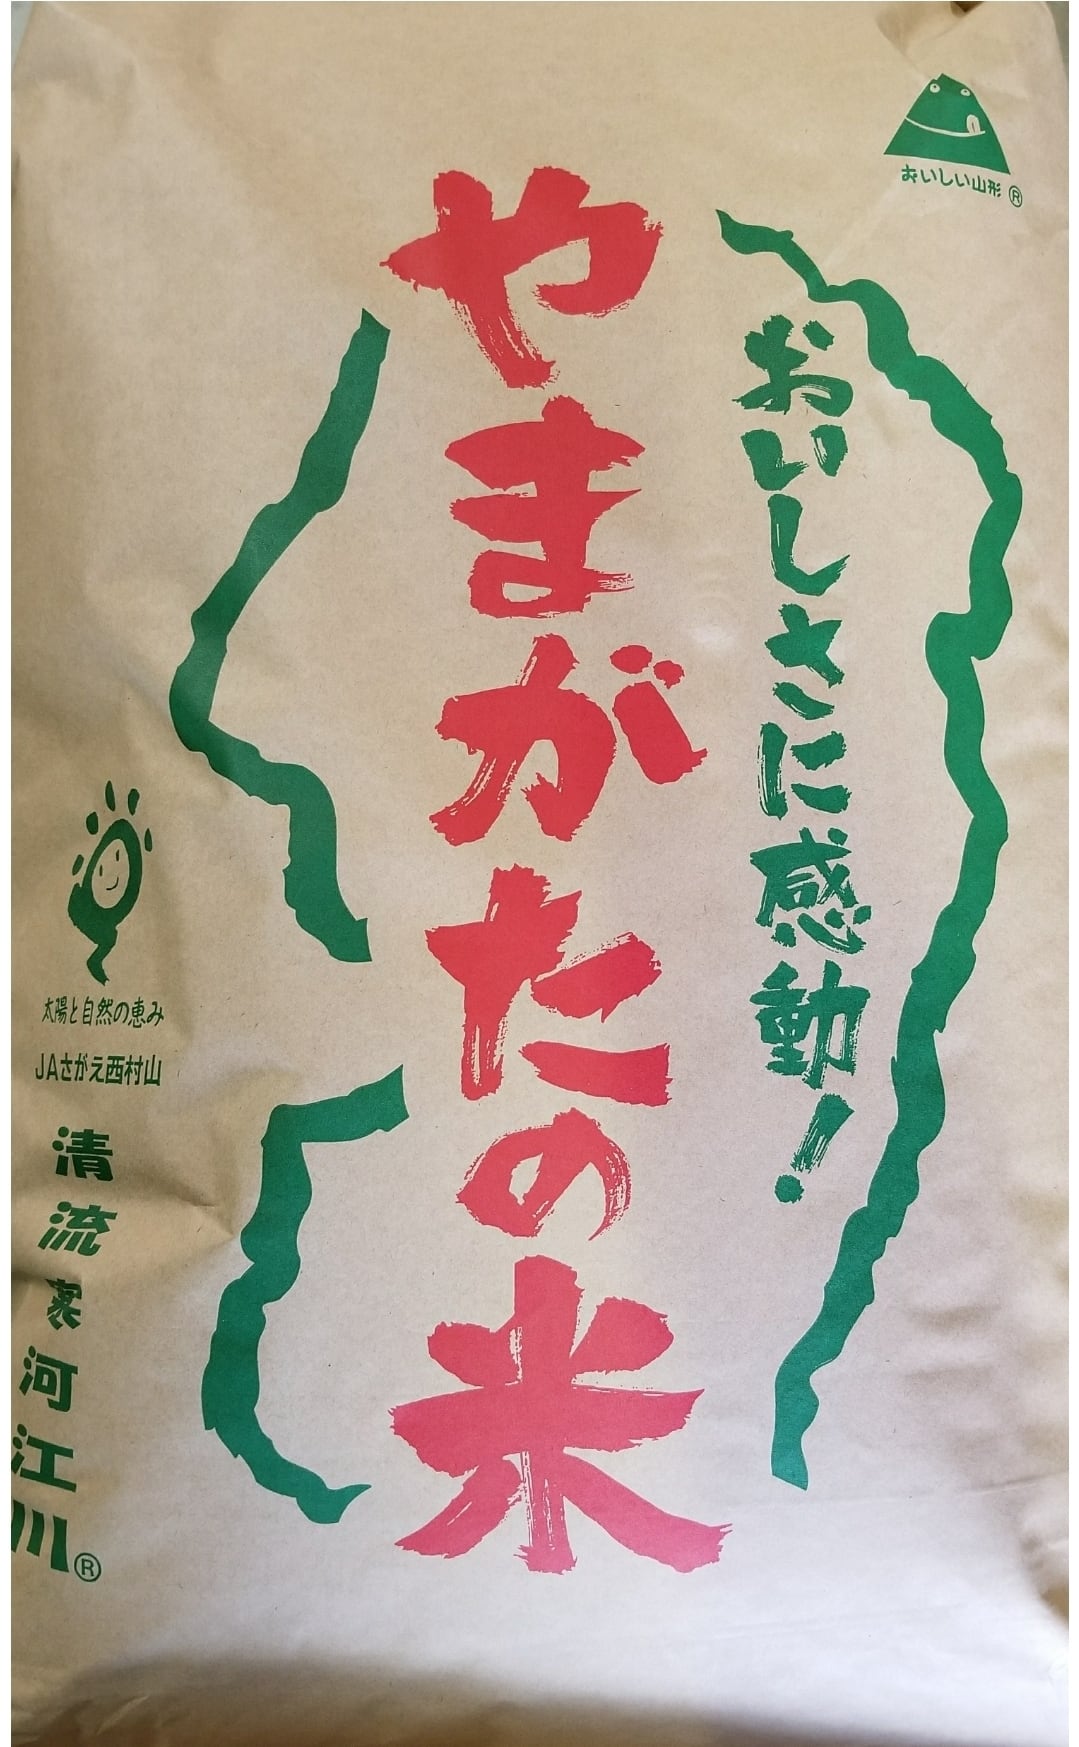 おいしい山形®
おいしさに感動!
やまがたの米
太陽と自然の恵み
JAさがえ西村山
清流寒河江川®